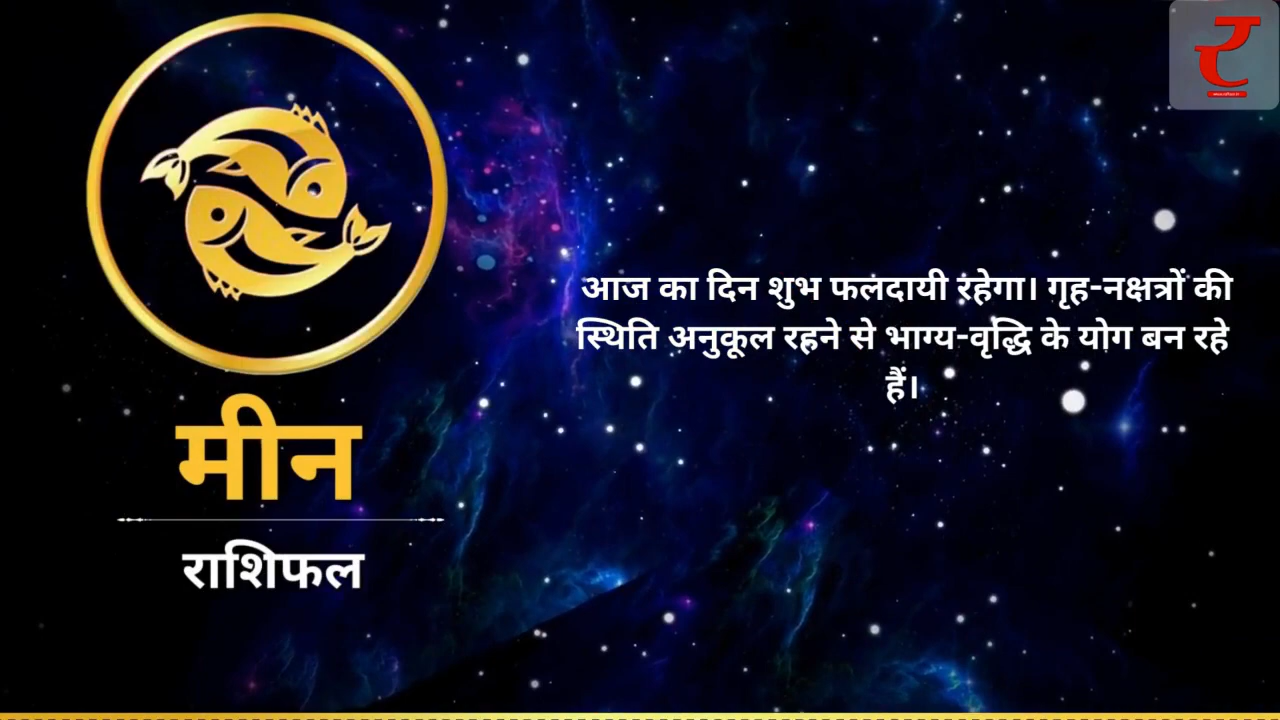 र
आज का दिन शुभ फलदायी रहेगा। गृह-नक्षत्रों की
स्थिति अनुकूल रहने से भाग्य-वृद्धि के योग बन रहे
हैं।
मीन
राशिफल